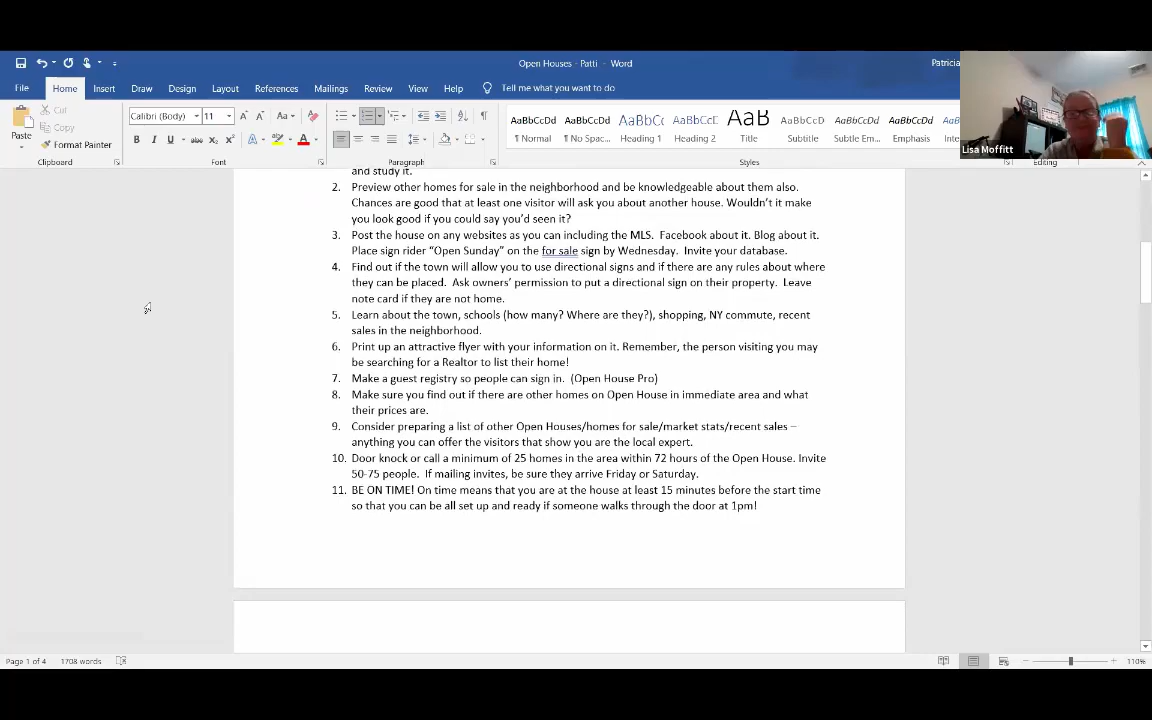 Open Houses - Patti - Word
Patricia
File Home Insert Draw Design Layout References Mailings Review View Help Tell me what you want to do
Paste
Cut
Copy
Format Painter
Clipboard
Calibri (Body) 11
Font
Paragraph
AaBbCcDd AaBbCcDd AaBbCc AaBbCcD AaB AaBbCcD AaBbCcDd AaBbCcDd
¶ Normal ¶ No Spac... Heading 1 Heading 2 Title Subtitle Subtle Em... Emphasis Inte
Styles
Editing
Lisa Moffitt
and study it.
2. Preview other homes for sale in the neighborhood and be knowledgeable about them also.
Chances are good that at least one visitor will ask you about another house. Wouldn't it make
you look good if you could say you'd seen it?
3. Post the house on any websites as you can including the MLS. Facebook about it. Blog about it.
Place sign rider “Open Sunday” on the for sale sign by Wednesday. Invite your database.
4. Find out if the town will allow you to use directional signs and if there are any rules about where
they can be placed. Ask owners' permission to put a directional sign on their property. Leave
note card if they are not home.
5. Learn about the town, schools (how many? Where are they?), shopping, NY commute, recent
sales in the neighborhood.
6. Print up an attractive flyer with your information on it. Remember, the person visiting you may
be searching for a Realtor to list their home!
7. Make a guest registry so people can sign in. (Open House Pro)
8. Make sure you find out if there are other homes on Open House in immediate area and what
their prices are.
9. Consider preparing a list of other Open Houses/homes for sale/market stats/recent sales –
anything you can offer the visitors that show you are the local expert.
10. Door knock or call a minimum of 25 homes in the area within 72 hours of the Open House. Invite
50-75 people. If mailing invites, be sure they arrive Friday or Saturday.
11. BE ON TIME! On time means that you are at the house at least 15 minutes before the start time
so that you can be all set up and ready if someone walks through the door at 1pm!
Page 1 of 4 1708 words
110%